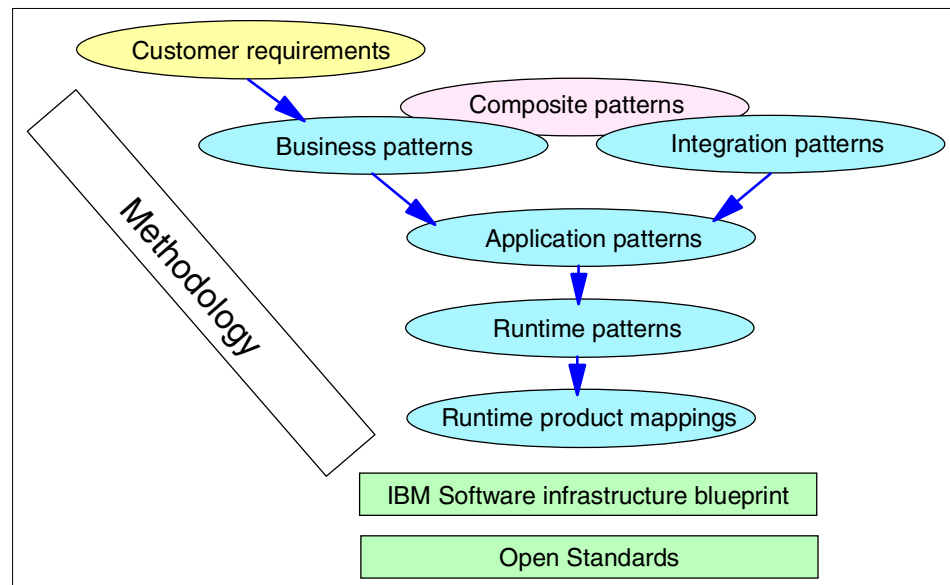 Customer requirements
Composite patterns
Business patterns
Integration patterns
Methodology
Application patterns
Runtime patterns
Runtime product mappings
IBM Software infrastructure blueprint
Open Standards